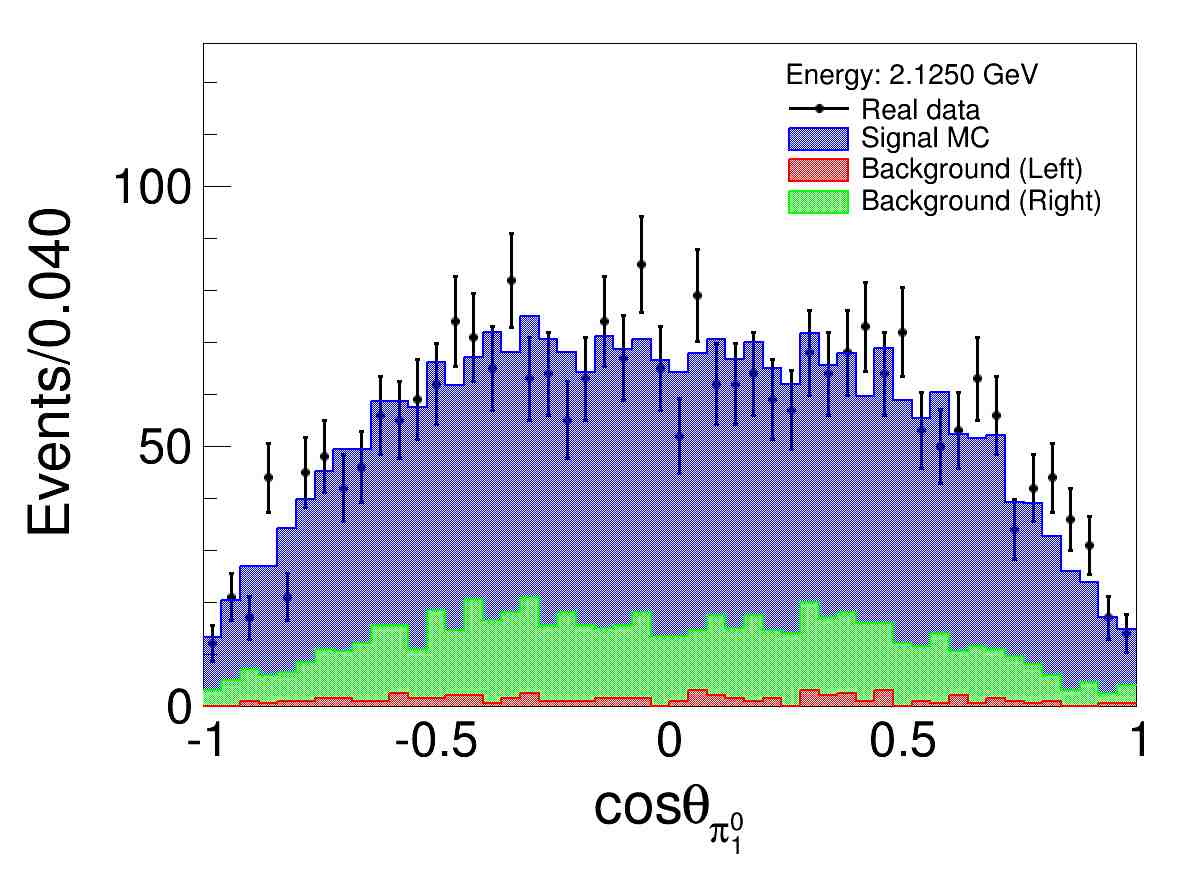 Energy: 2.1250 GeV
Real data
Signal MC
Background (Left)
Background (Right)
Events/0.040
100
50
0
-1 -0.5 0 0.5 1
cosθπ⁰₁